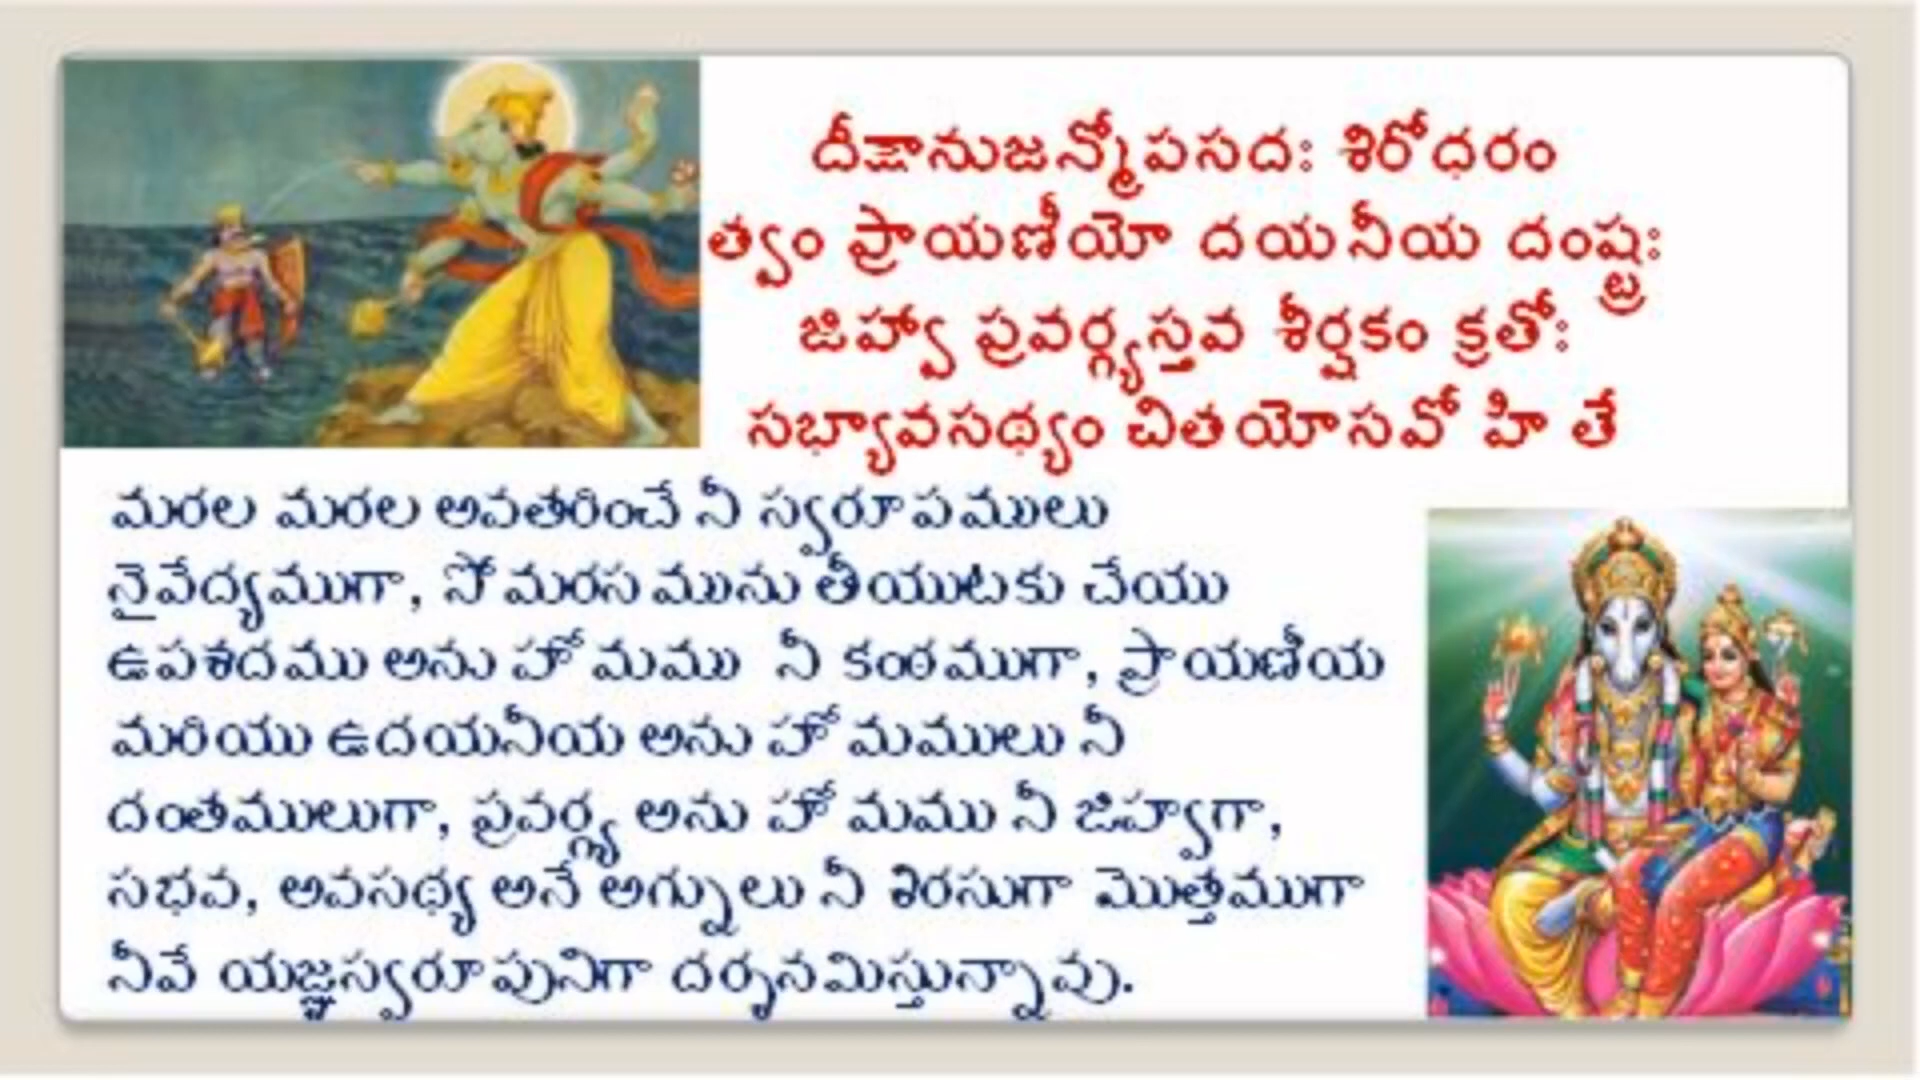 దీక్షానుజన్మోపసదః శిరోధరం
త్వం ప్రాయణీయో దయనీయ దంష్ట్రః
జిహ్వా ప్రవర్గ్యస్తవ శీర్షకం క్రతోః
సభ్యావసథ్యం చితయోసవో హి తే
మరల మరల అవతరించే నీ స్వరూపములు
నైవేద్యముగా, సోమరసమును తీయుటకు చేయు
ఉపశదము అను హోమము నీ కంఠముగా, ప్రాయణీయ
మరియు ఉదయనీయ అను హోమములు నీ
దంతములుగా, ప్రవర్గ్య అను హోమము నీ జిహ్వగా,
సభవ, అవసథ్య అనే అగ్నులు నీ శిరసుగా మొత్తముగా
నీవే యజ్ఞస్వరూపునిగా దర్శనమిస్తున్నావు.